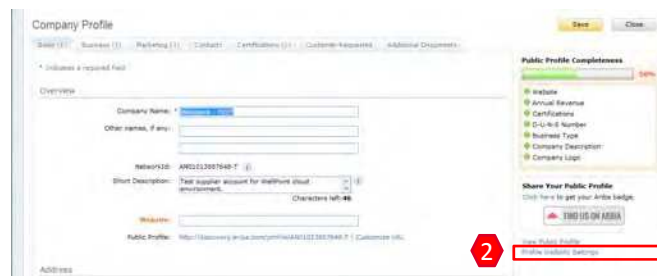 Company Profile
Save
Close
Basic (1)
Business (1)
Marketing (1)
Contacts
Certifications (1)
Customer Requested
Additional Documents
* Indicates a required field
Overview
Company Name: *
Other names, if any:
NetworkId:
Short Description: Test supplier account for WellPoint cloud
environment.
Characters left:
Website:
Public Profile:
Customize URL
Address
Public Profile Completeness
Website
Annual Revenue
Certifications
D-U-N-S Number
Business Type
Company Description
Company Logo
Share Your Public Profile
Click here to get your Ariba badge.
FIND US ON ARIBA
View Public Profile
2
Profile Visibility Settings